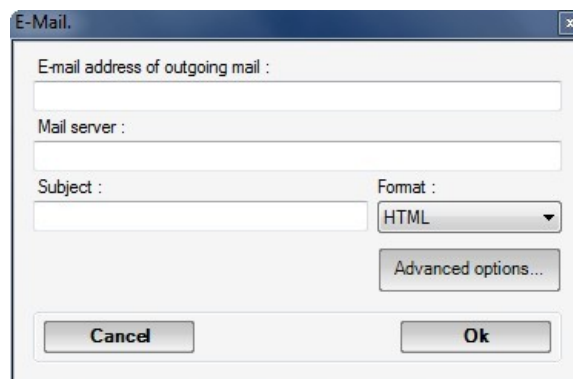 E-Mail.
E-mail address of outgoing mail :
Mail server :
Subject :
Format :
HTML
Advanced options...
Cancel
Ok